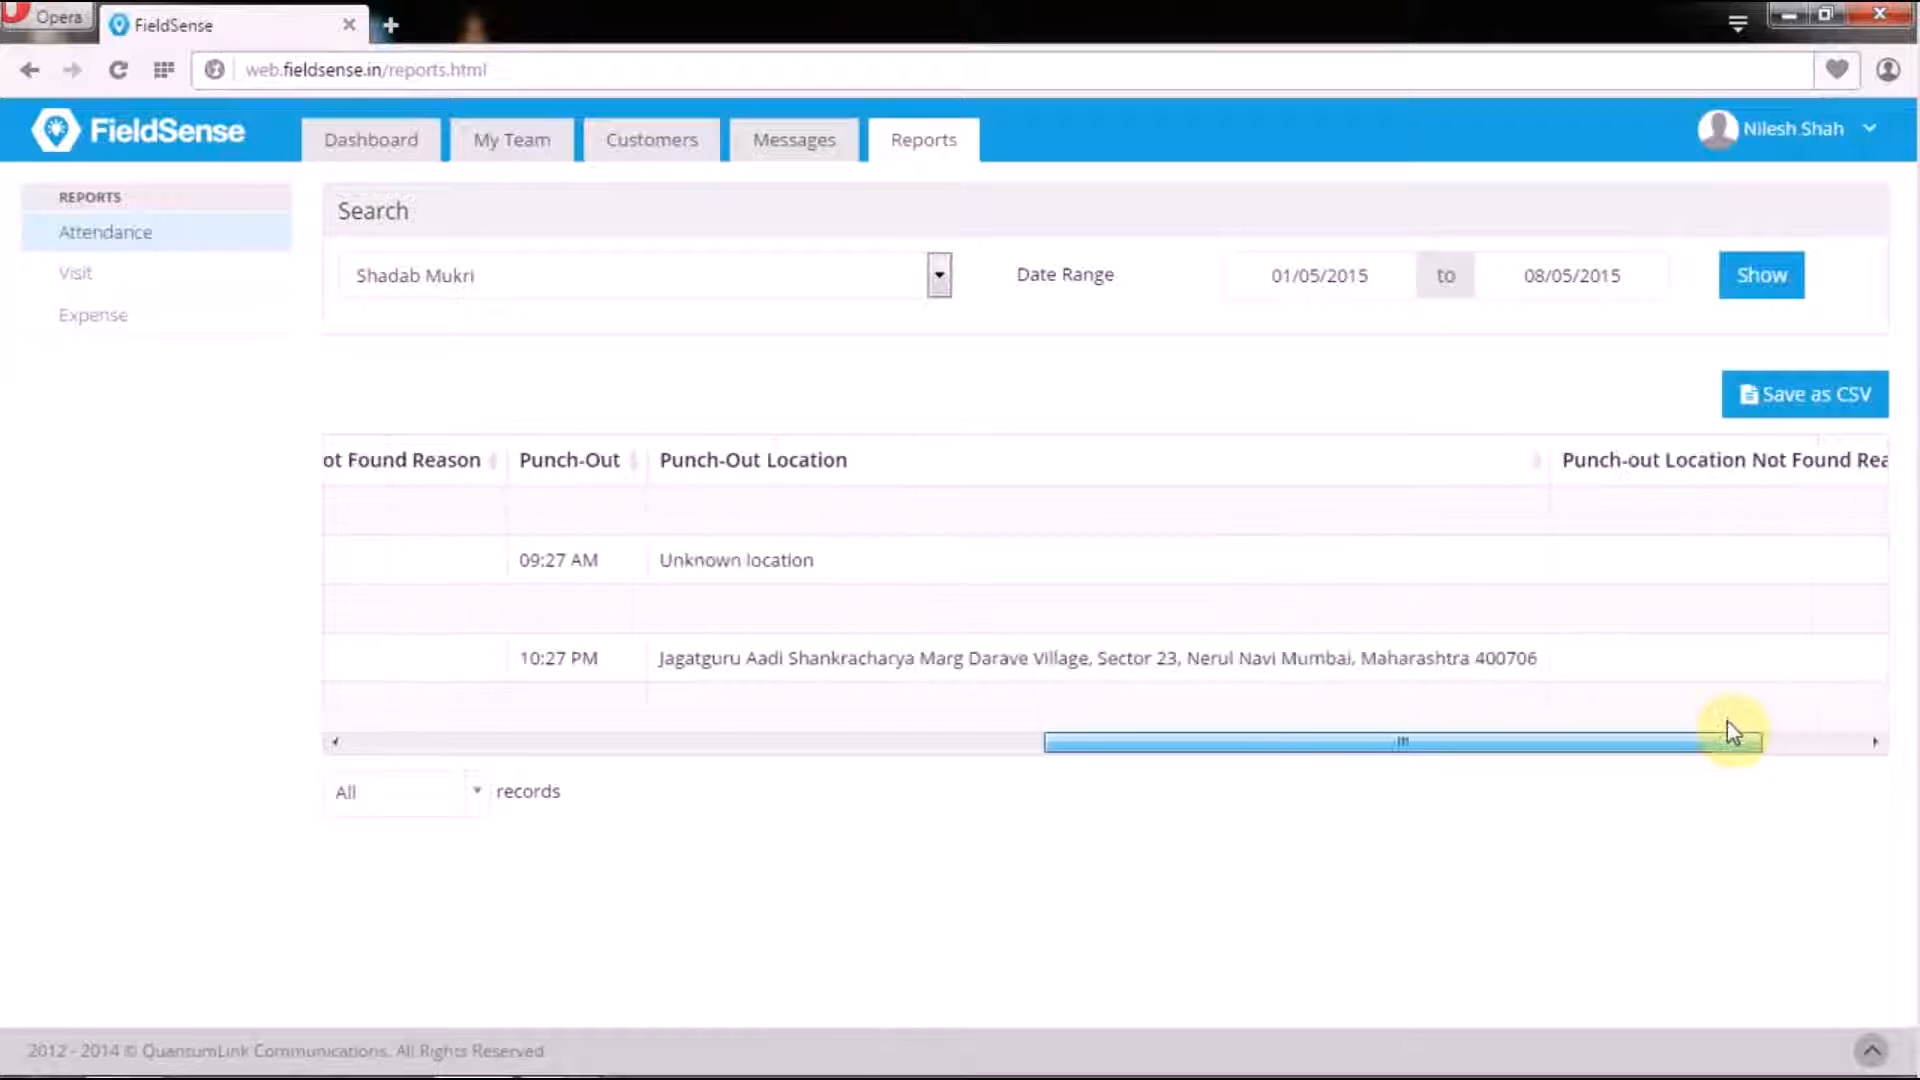 Opera
FieldSense
web.fieldsense.in/reports.html
FieldSense
Dashboard
My Team
Customers
Messages
Reports
Nilesh Shah
REPORTS
Attendance
Visit
Expense
Search
Shadab Mukri
Date Range
01/05/2015
to
08/05/2015
Show
Save as CSV
ot Found Reason
Punch-Out
Punch-Out Location
Punch-out Location Not Found Rea
09:27 AM
Unknown location
10:27 PM
Jagatguru Aadi Shankracharya Marg Darave Village, Sector 23, Nerul Navi Mumbai, Maharashtra 400706
All
records
2012 - 2014 © QuantumLink Communications. All Rights Reserved